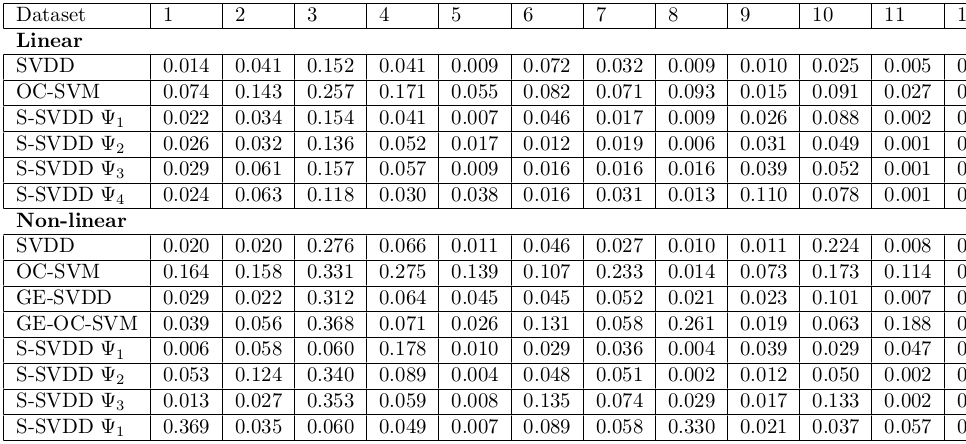 Dataset 1 2 3 4 5 6 7 8 9 10 11 1
Linear
SVDD 0.014 0.041 0.152 0.041 0.009 0.072 0.032 0.009 0.010 0.025 0.005 0
OC-SVM 0.074 0.143 0.257 0.171 0.055 0.082 0.071 0.093 0.015 0.091 0.027 0
S-SVDD Ψ₁ 0.022 0.034 0.154 0.041 0.007 0.046 0.017 0.009 0.026 0.088 0.002 0
S-SVDD Ψ₂ 0.026 0.032 0.136 0.052 0.017 0.012 0.019 0.006 0.031 0.049 0.001 0
S-SVDD Ψ₃ 0.029 0.061 0.157 0.057 0.009 0.016 0.016 0.016 0.039 0.052 0.001 0
S-SVDD Ψ₄ 0.024 0.063 0.118 0.030 0.038 0.016 0.031 0.013 0.110 0.078 0.001 0
Non-linear
SVDD 0.020 0.020 0.276 0.066 0.011 0.046 0.027 0.010 0.011 0.224 0.008 0
OC-SVM 0.164 0.158 0.331 0.275 0.139 0.107 0.233 0.014 0.073 0.173 0.114 0
GE-SVDD 0.029 0.022 0.312 0.064 0.045 0.045 0.052 0.021 0.023 0.101 0.007 0
GE-OC-SVM 0.039 0.056 0.368 0.071 0.026 0.131 0.058 0.261 0.019 0.063 0.188 0
S-SVDD Ψ₁ 0.006 0.058 0.060 0.178 0.010 0.029 0.036 0.004 0.039 0.029 0.047 0
S-SVDD Ψ₂ 0.053 0.124 0.340 0.089 0.004 0.048 0.051 0.002 0.012 0.050 0.002 0
S-SVDD Ψ₃ 0.013 0.027 0.353 0.059 0.008 0.135 0.074 0.029 0.017 0.133 0.002 0
S-SVDD Ψ₁ 0.369 0.035 0.060 0.049 0.007 0.089 0.058 0.330 0.021 0.037 0.057 0